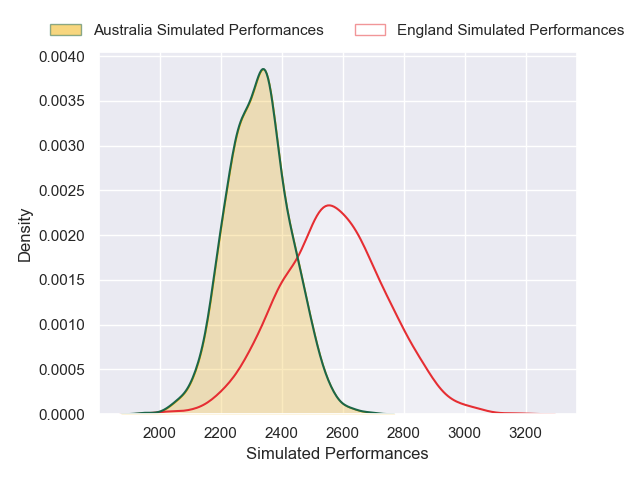 Australia Simulated Performances England Simulated Performances
0.0040
0.0035
0.0030
0.0025
0.0020
0.0015
0.0010
0.0005
0.0000
Density
2000 2200 2400 2600 2800 3000 3200
Simulated Performances